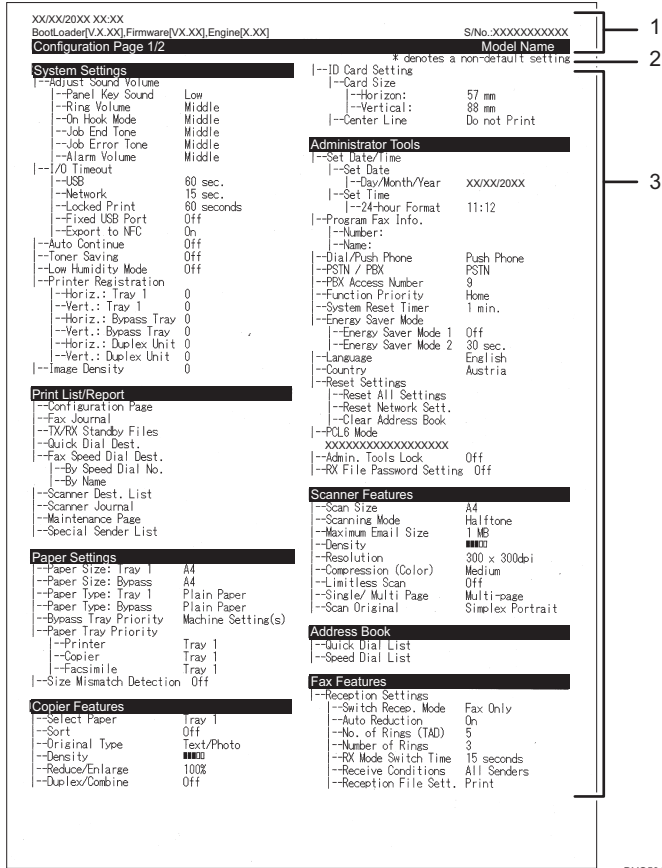 XX/XX/20XX XX:XX
BootLoader[V.X.XX],Firmware[VX.XX],Engine[X.XX] S/No.:XXXXXXXXXXX
Configuration Page 1/2 Model Name
* denotes a non-default setting
1
2
3
System Settings
|--Adjust Sound Volume
|--Panel Key Sound Low
|--Ring Volume Middle
|--On Hook Mode Middle
|--Job End Tone Middle
|--Job Error Tone Middle
|--Alarm Volume Middle
|--I/O Timeout
|--USB 60 sec.
|--Network 15 sec.
|--Locked Print 60 seconds
|--Fixed USB Port Off
|--Export to NFC On
|--Auto Continue Off
|--Toner Saving Off
|--Low Humidity Mode Off
|--Printer Registration
|--Horiz.: Tray 1 0
|--Vert.: Tray 1 0
|--Horiz.: Bypass Tray 0
|--Vert.: Bypass Tray 0
|--Horiz.: Duplex Unit 0
|--Vert.: Duplex Unit 0
|--Image Density 0
Print List/Report
|--Configuration Page
|--Fax Journal
|--TX/RX Standby Files
|--Quick Dial Dest.
|--Fax Speed Dial Dest.
|--By Speed Dial No.
|--By Name
|--Scanner Dest. List
|--Scanner Journal
|--Maintenance Page
|--Special Sender List
Paper Settings
|--Paper Size: Tray 1 A4
|--Paper Size: Bypass A4
|--Paper Type: Tray 1 Plain Paper
|--Paper Type: Bypass Plain Paper
|--Bypass Tray Priority Machine Setting(s)
|--Paper Tray Priority
|--Printer Tray 1
|--Copier Tray 1
|--Facsimile Tray 1
|--Size Mismatch Detection Off
Copier Features
|--Select Paper Tray 1
|--Sort Off
|--Original Type Text/Photo
|--Density
|--Reduce/Enlarge 100%
|--Duplex/Combine Off
|--ID Card Setting
|--Card Size
|--Horizon: 57 mm
|--Vertical: 88 mm
|--Center Line Do not Print
Administrator Tools
|--Set Date/Time
|--Set Date
|--Day/Month/Year XX/XX/20XX
|--Set Time
|--24-hour Format 11:12
|--Program Fax Info.
|--Number:
|--Name:
|--Dial/Push Phone Push Phone
|--PSTN / PBX PSTN
|--PBX Access Number 9
|--Function Priority Home
|--System Reset Timer 1 min.
|--Energy Saver Mode
|--Energy Saver Mode 1 Off
|--Energy Saver Mode 2 30 sec.
|--Language English
|--Country Austria
|--Reset Settings
|--Reset All Settings
|--Reset Network Sett.
|--Clear Address Book
|--PCL6 Mode
XXXXXXXXXXXXXXXXXXX
|--Admin. Tools Lock Off
|--RX File Password Setting Off
Scanner Features
|--Scan Size A4
|--Scanning Mode Halftone
|--Maximum Email Size 1 MB
|--Density
|--Resolution 300 x 300dpi
|--Compression (Color) Medium
|--Limitless Scan Off
|--Single/ Multi Page Multi-page
|--Scan Original Simplex Portrait
Address Book
|--Quick Dial List
|--Speed Dial List
Fax Features
|--Reception Settings
|--Switch Recep. Mode Fax Only
|--Auto Reduction On
|--No. of Rings (TAD) 5
|--Number of Rings 3
|--RX Mode Switch Time 15 seconds
|--Receive Conditions All Senders
|--Reception File Sett. Print